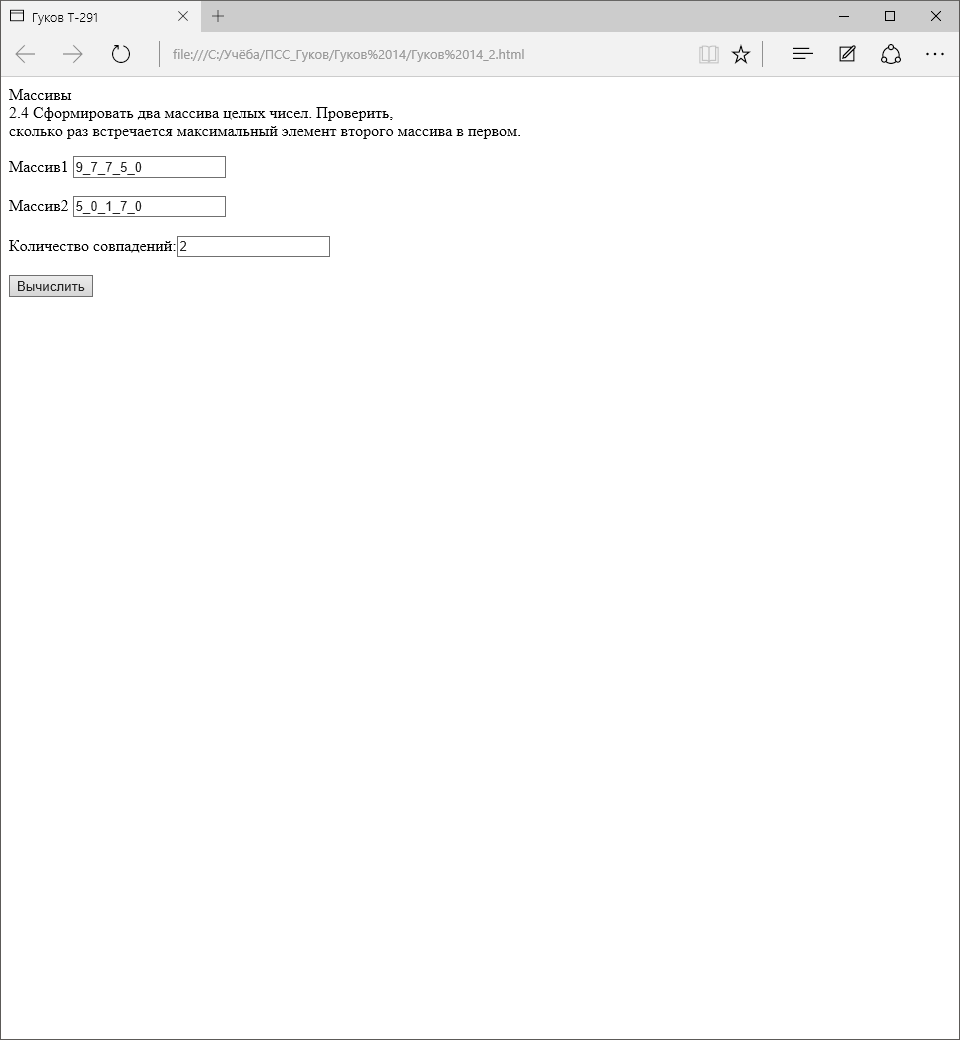 Гуков Т-291
file:///C:/Учёба/ПСС_Гуков/Гуков%2014/Гуков%2014_2.html
Массивы
2.4 Сформировать два массива целых чисел. Проверить,
сколько раз встречается максимальный элемент второго массива в первом.
Массив1 9_7_7_5_0
Массив2 5_0_1_7_0
Количество совпадений: 2
Вычислить